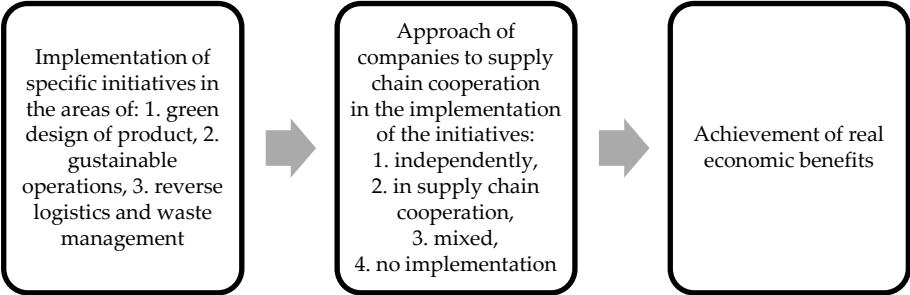 Implementation of
specific initiatives in
the areas of: 1. green
design of product, 2.
gustainable
operations, 3. reverse
logistics and waste
management
Approach of
companies to supply
chain cooperation
in the implementation
of the initiatives:
1. independently,
2. in supply chain
cooperation,
3. mixed,
4. no implementation
Achievement of real
economic benefits